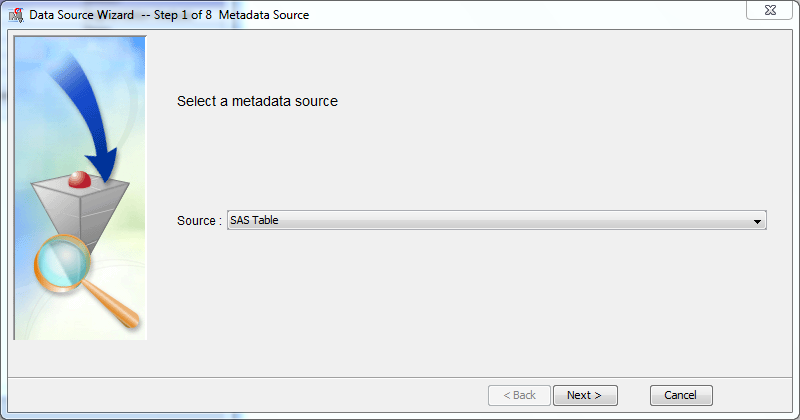 Data Source Wizard -- Step 1 of 8 Metadata Source
Select a metadata source
Source : SAS Table
< Back Next > Cancel